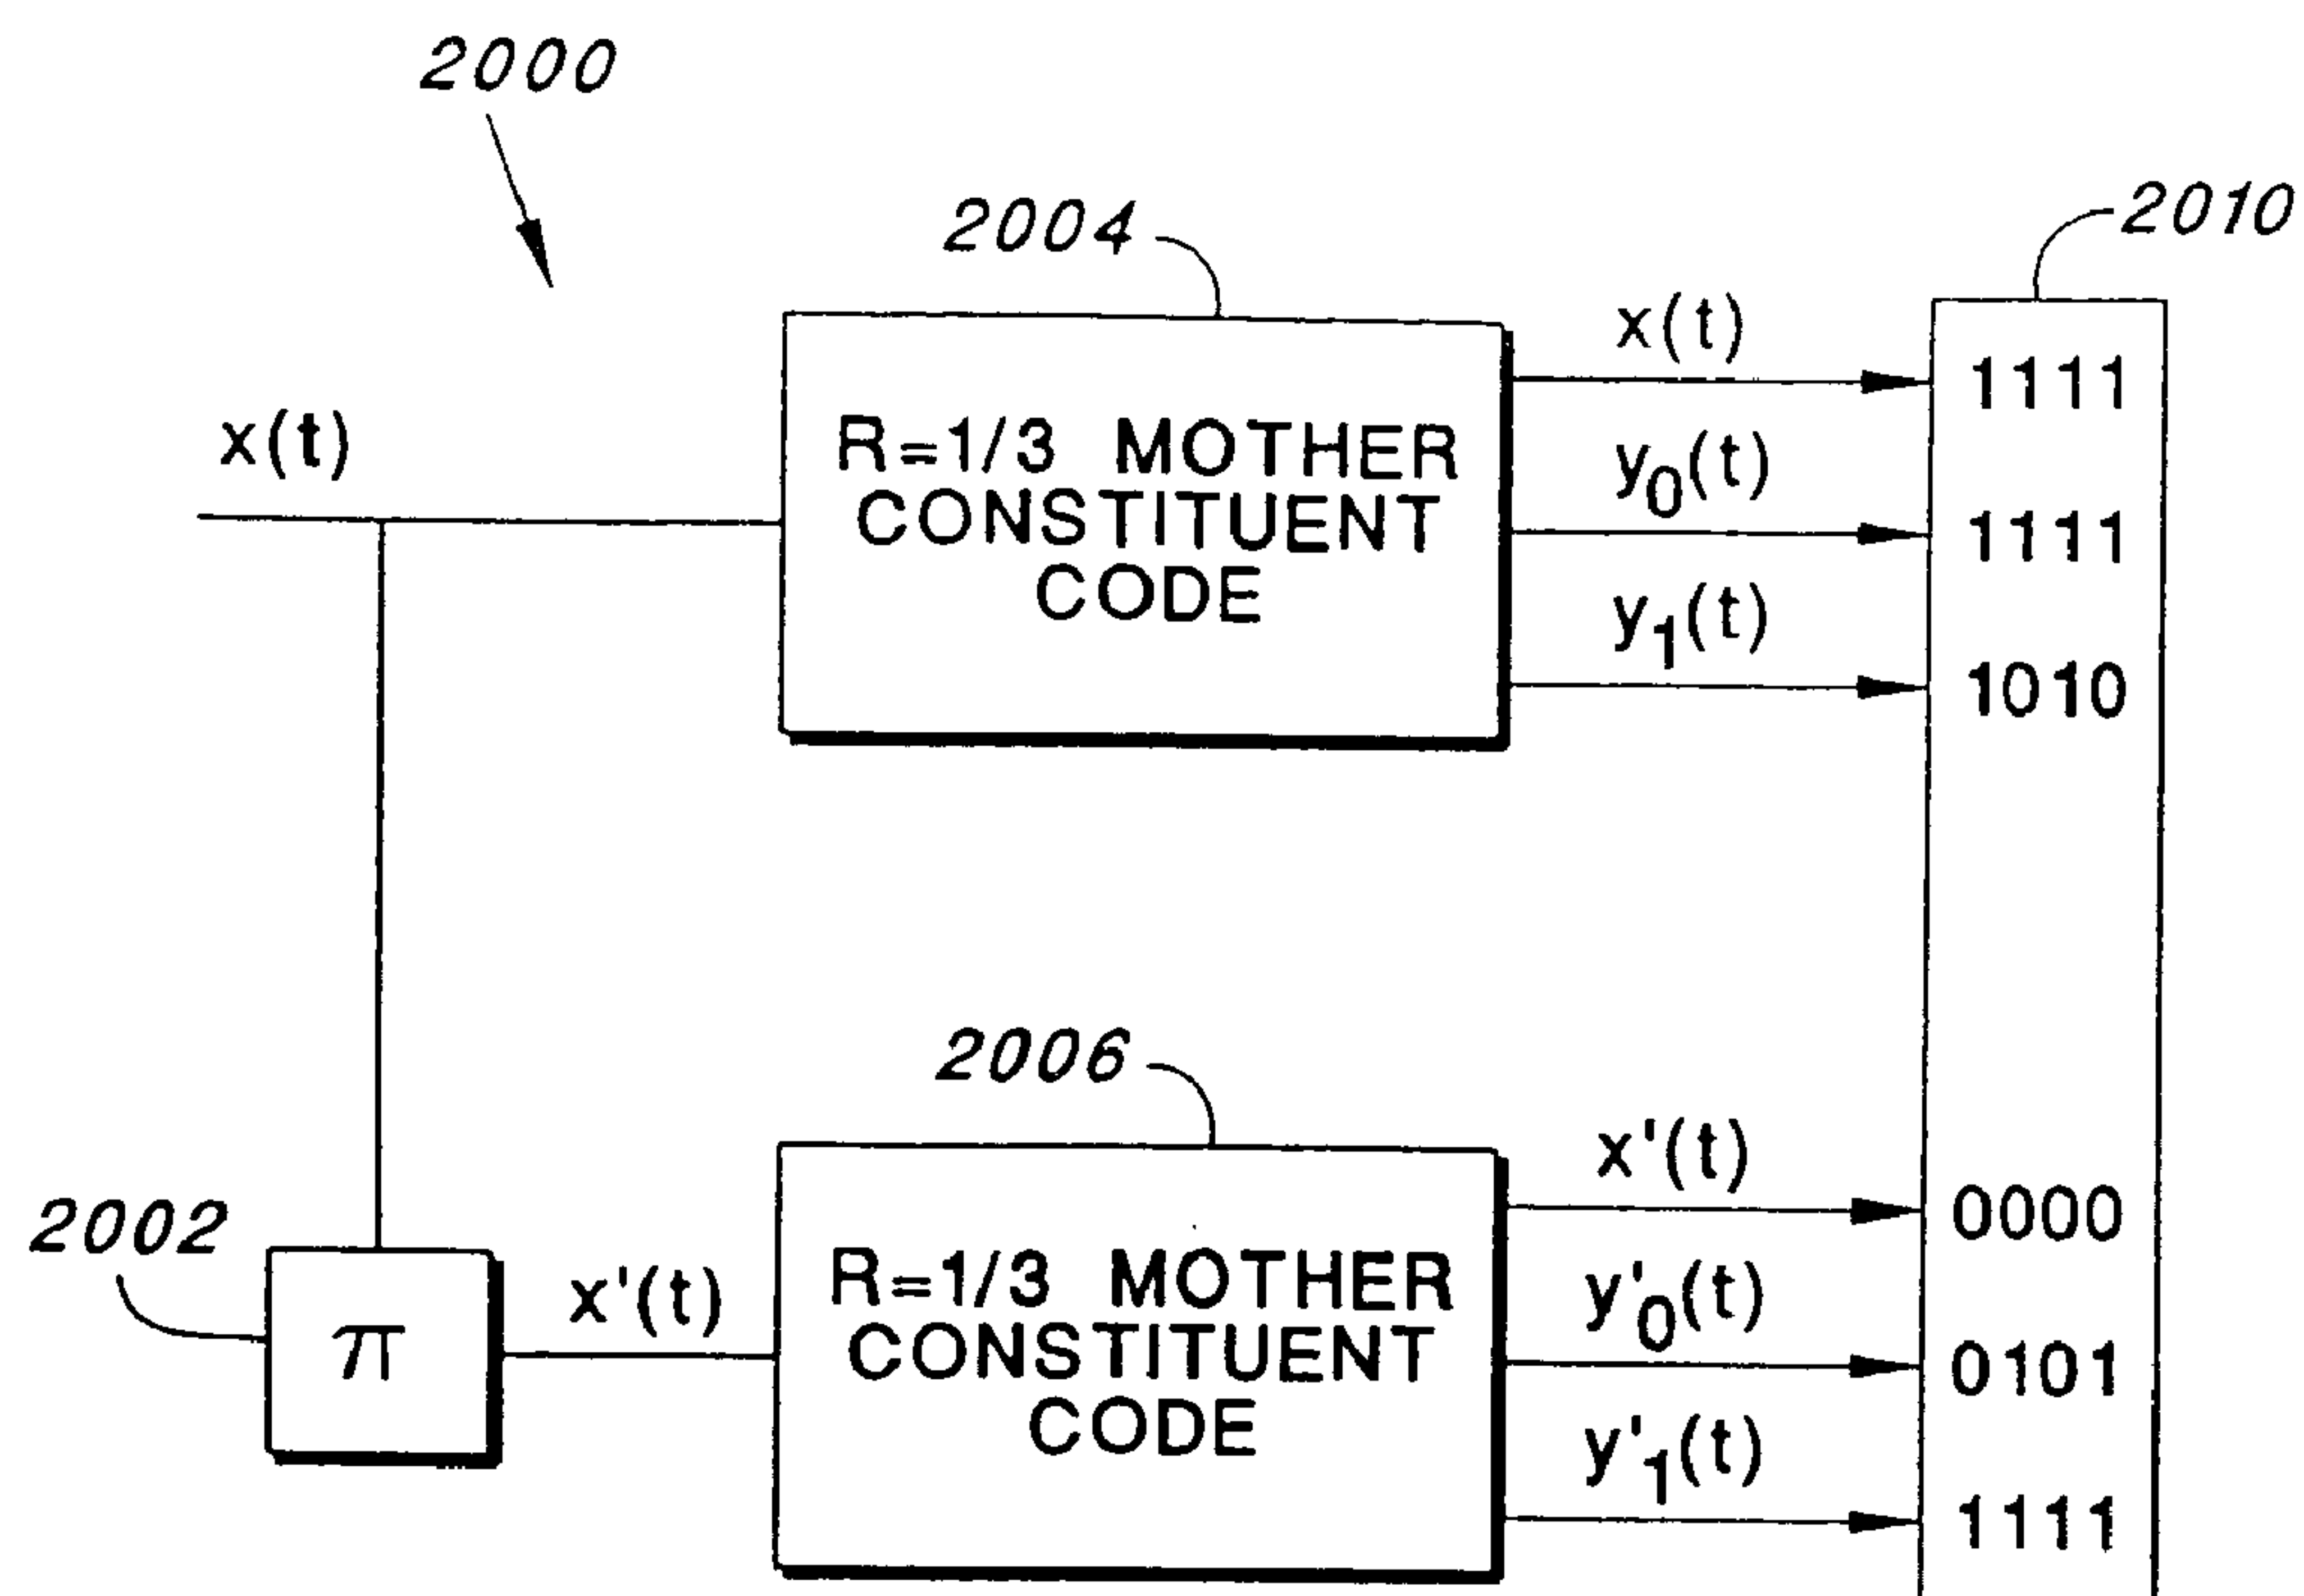 2000
2004
2010
x(t)
R=1/3 MOTHER
CONSTITUENT
CODE
x(t)
y0(t)
y1(t)
1111
1111
1010
2006
2002
π
x'(t)
R=1/3 MOTHER
CONSTITUENT
CODE
x'(t)
y'0(t)
y'1(t)
0000
0101
1111